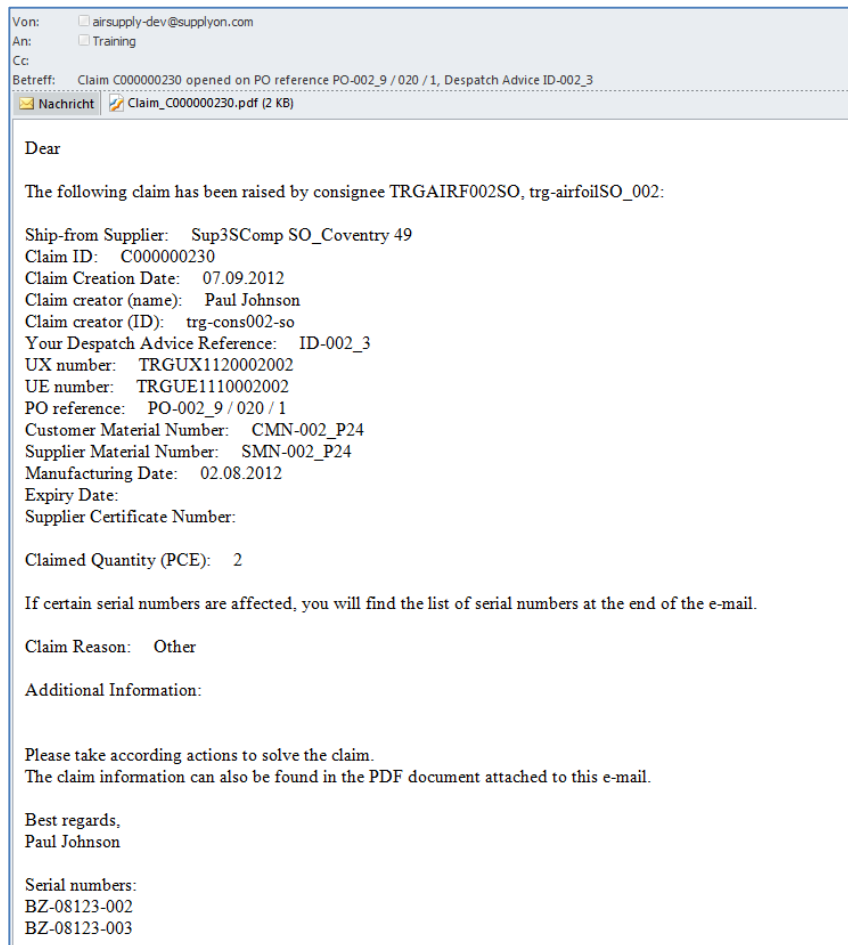 Von: airsupply-dev@supplyon.com
An: Training
Cc:
Betreff: Claim C000000230 opened on PO reference PO-002_9 / 020 / 1, Despatch Advice ID-002_3
Nachricht Claim_C000000230.pdf (2 KB)
Dear
The following claim has been raised by consignee TRGAIRF002SO, trg-airfoilSO_002:
Ship-from Supplier: Sup3SComp SO_Coventry 49
Claim ID: C000000230
Claim Creation Date: 07.09.2012
Claim creator (name): Paul Johnson
Claim creator (ID): trg-cons002-so
Your Despatch Advice Reference: ID-002_3
UX number: TRGUX1120002002
UE number: TRGUE1110002002
PO reference: PO-002_9 / 020 / 1
Customer Material Number: CMN-002_P24
Supplier Material Number: SMN-002_P24
Manufacturing Date: 02.08.2012
Expiry Date:
Supplier Certificate Number:
Claimed Quantity (PCE): 2
If certain serial numbers are affected, you will find the list of serial numbers at the end of the e-mail.
Claim Reason: Other
Additional Information:
Please take according actions to solve the claim.
The claim information can also be found in the PDF document attached to this e-mail.
Best regards,
Paul Johnson
Serial numbers:
BZ-08123-002
BZ-08123-003